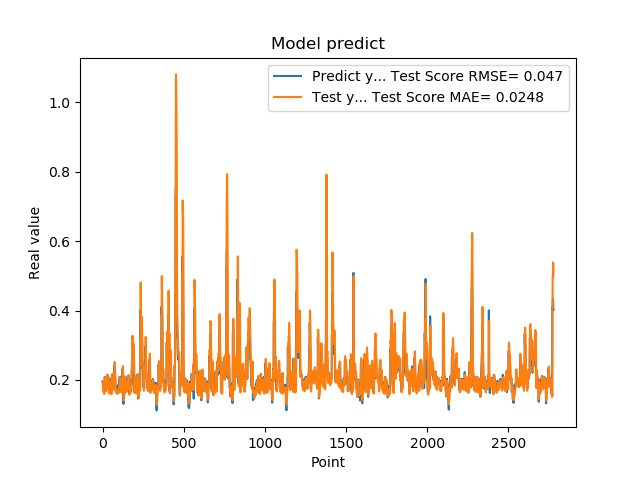 Model predict
Predict y... Test Score RMSE= 0.047
Test y... Test Score MAE= 0.0248
Real value
1.0
0.8
0.6
0.4
0.2
0
500
1000
1500
2000
2500
Point